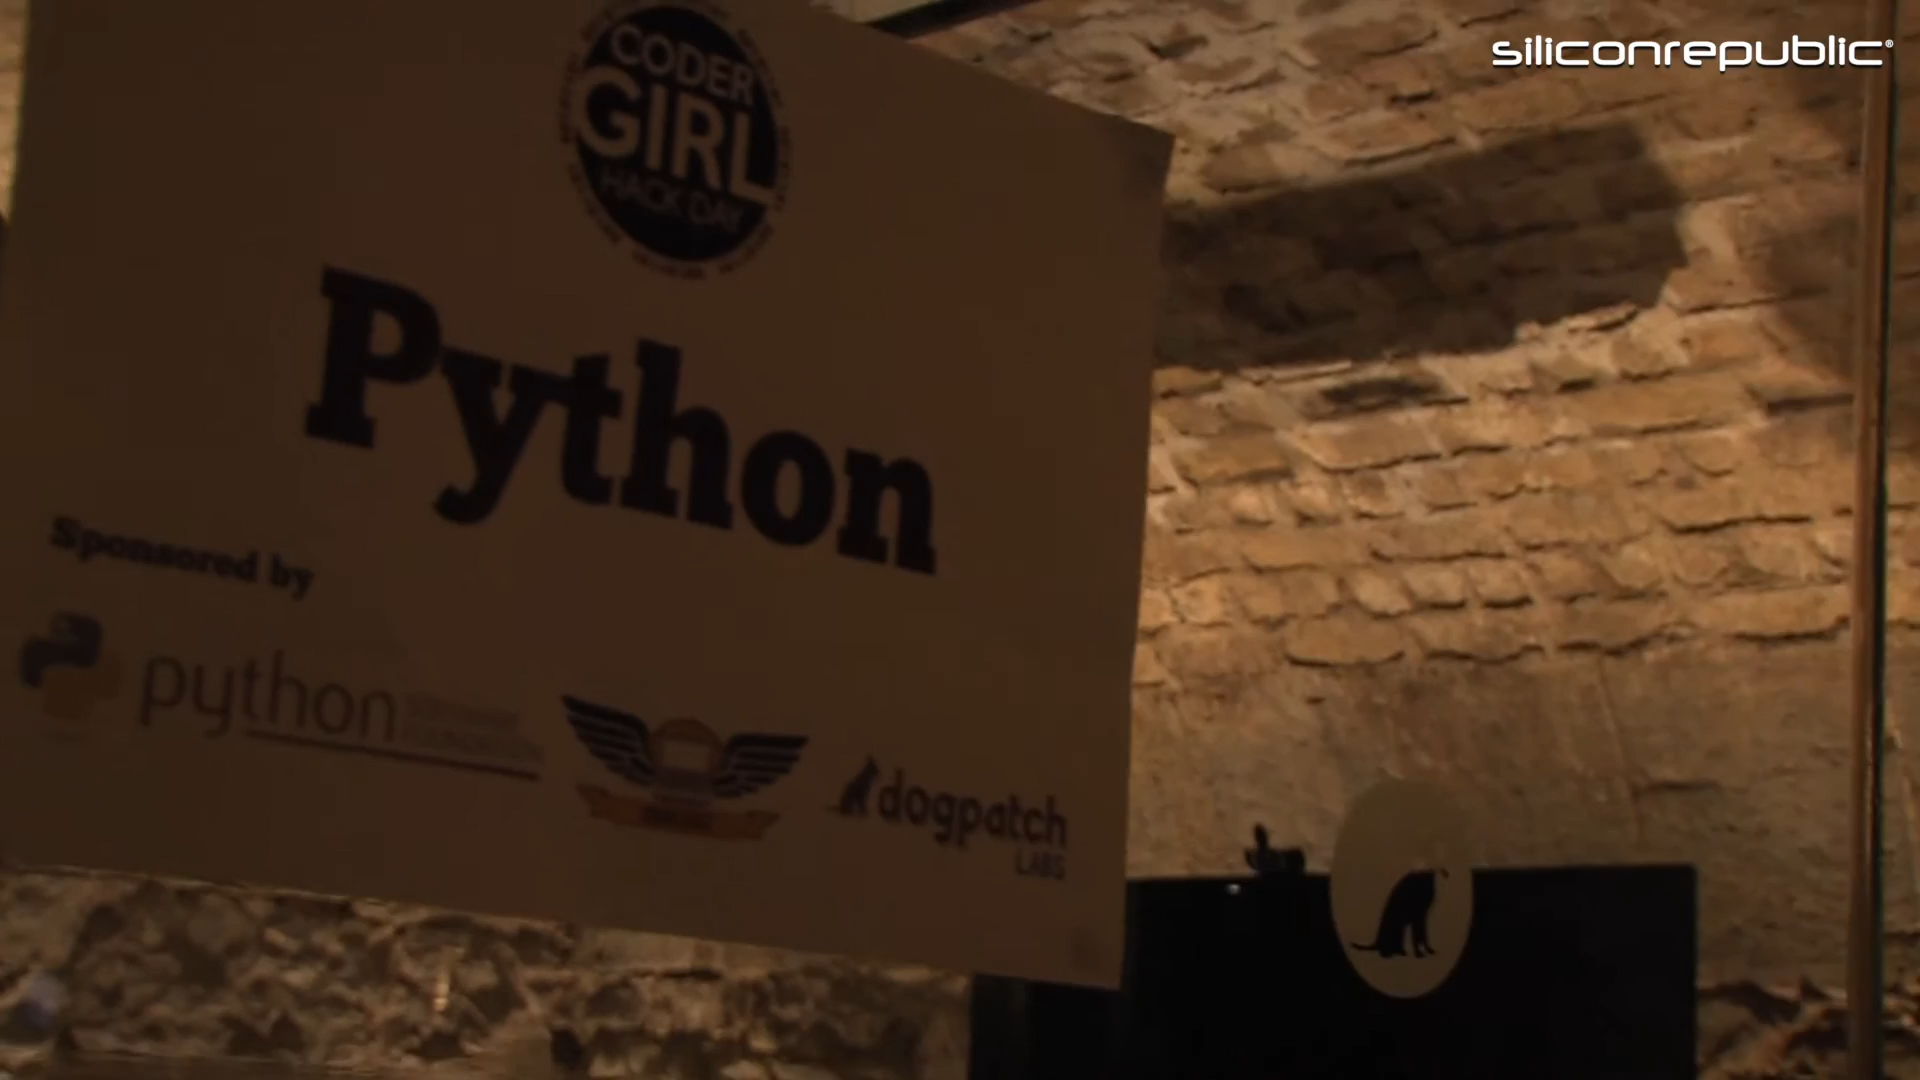 siliconrepublic
CODER
GIRL
HACK DAY
Python
Sponsored by
python
dogpatch
LABS